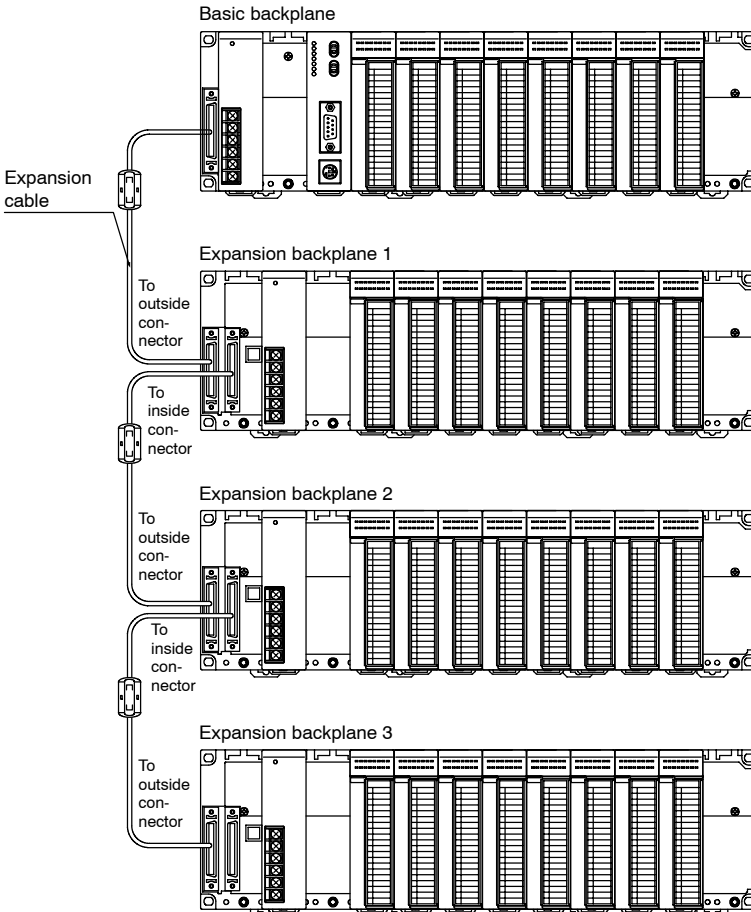 Basic backplane
Expansion
cable
Expansion backplane 1
To
outside
con-
nector
To
inside
con-
nector
Expansion backplane 2
To
outside
con-
nector
To
inside
con-
nector
Expansion backplane 3
To
outside
con-
nector